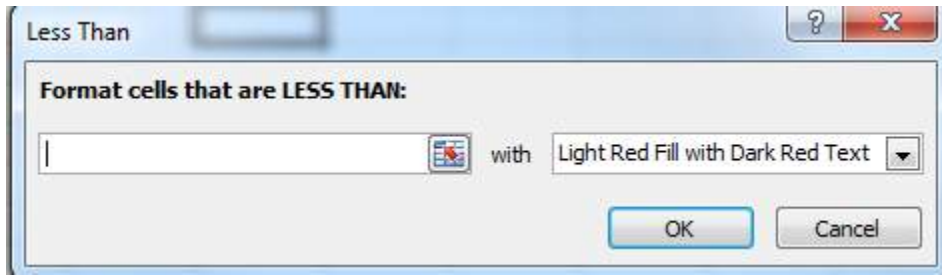 Less Than
?
Format cells that are LESS THAN:
with Light Red Fill with Dark Red Text
OK Cancel